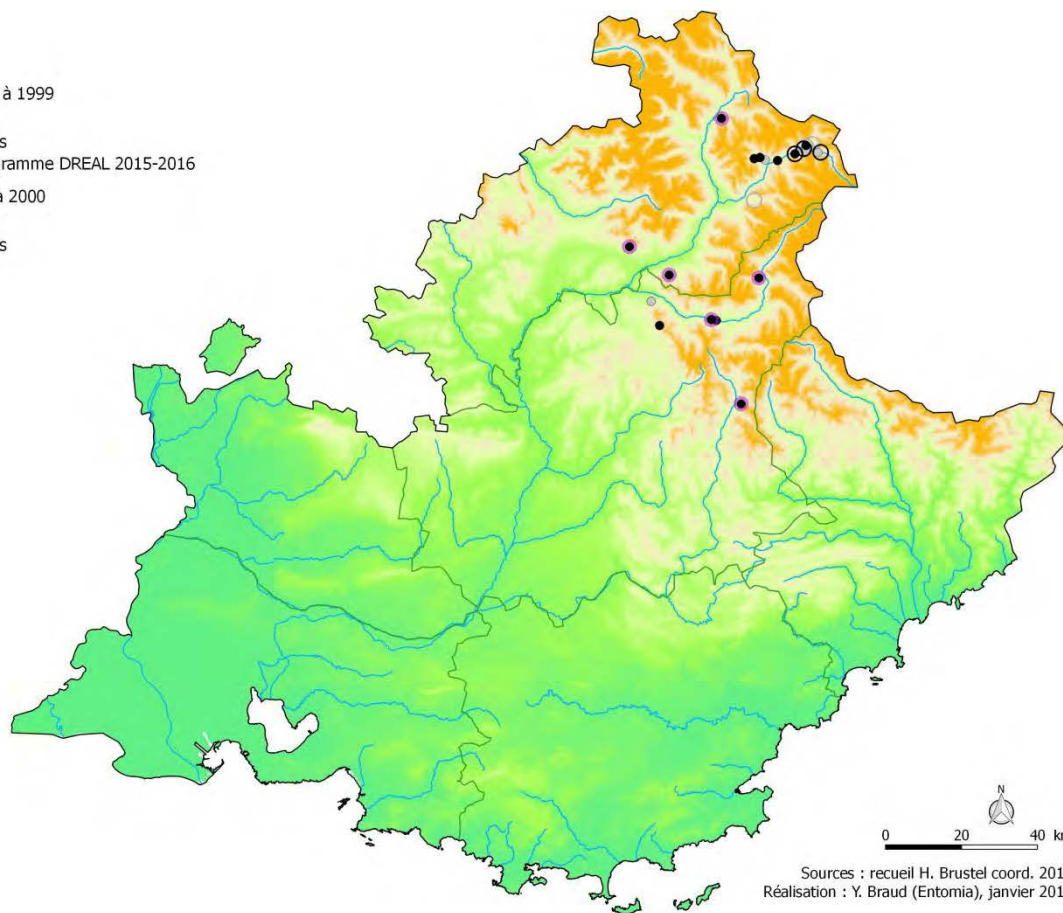 à 1999
s
ramme DREAL 2015-2016
à 2000
s
N
0 20 40 k
Sources : recueil H. Brustel coord. 201
Réalisation : Y. Braud (Entomia), janvier 201